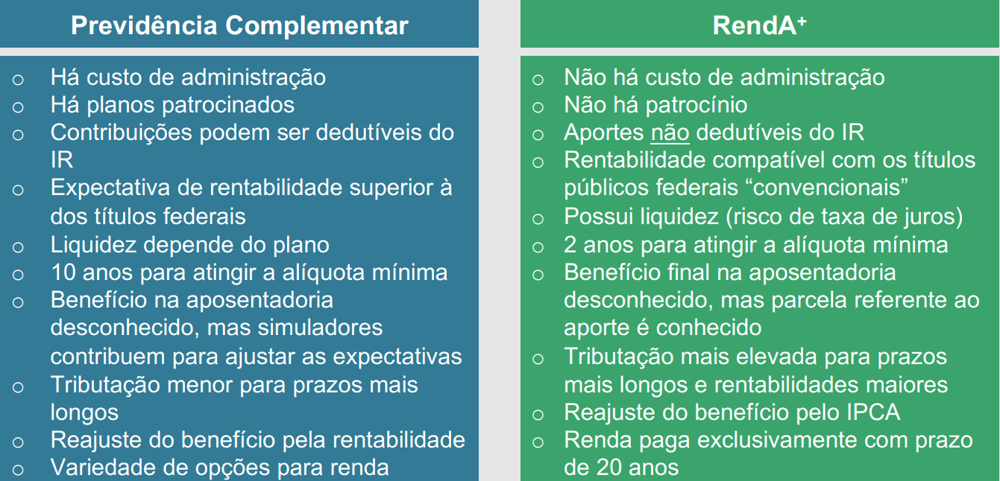 Previdência Complementar
o Há custo de administração
o Há planos patrocinados
o Contribuições podem ser dedutíveis do
IR
o Expectativa de rentabilidade superior à
dos títulos federais
o Liquidez depende do plano
o 10 anos para atingir a alíquota mínima
o Benefício na aposentadoria
desconhecido, mas simuladores
contribuem para ajustar as expectativas
o Tributação menor para prazos mais
longos
o Reajuste do benefício pela rentabilidade
o Variedade de opções para renda
RendA⁺
o Não há custo de administração
o Não há patrocínio
o Aportes não dedutíveis do IR
o Rentabilidade compatível com os títulos
públicos federais “convencionais”
o Possui liquidez (risco de taxa de juros)
o 2 anos para atingir a alíquota mínima
o Benefício final na aposentadoria
desconhecido, mas parcela referente ao
aporte é conhecido
o Tributação mais elevada para prazos
mais longos e rentabilidades maiores
o Reajuste do benefício pelo IPCA
o Renda paga exclusivamente com prazo
de 20 anos